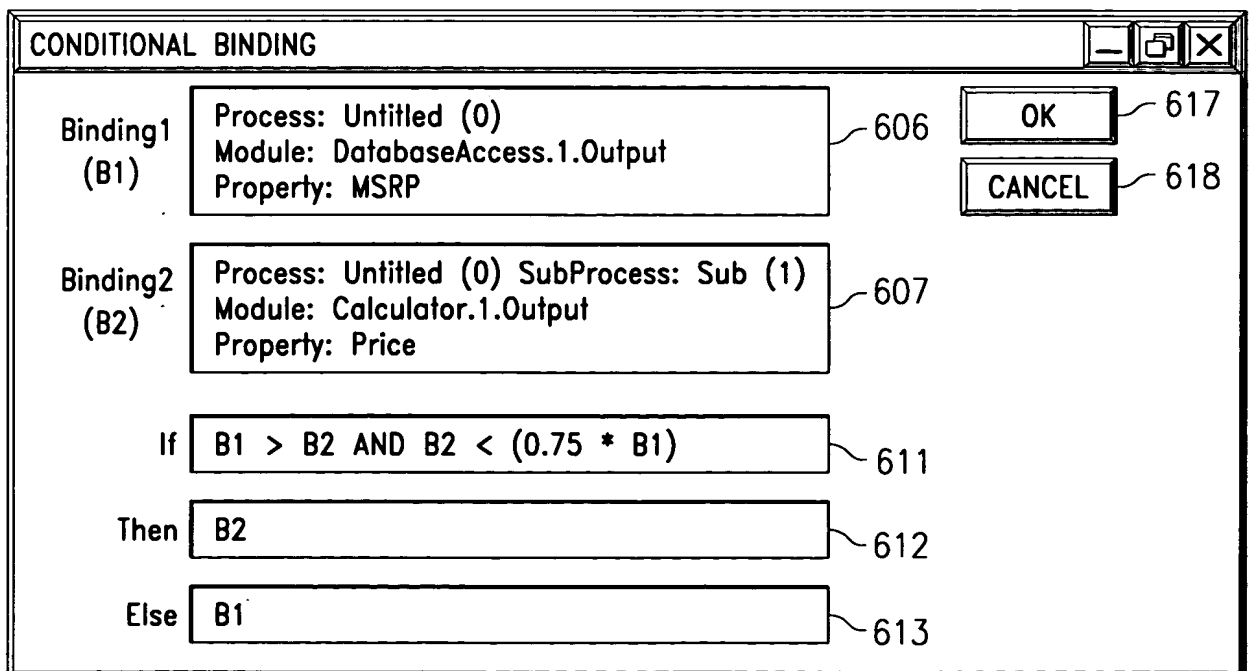 CONDITIONAL BINDING
Binding1
(B1)
Process: Untitled (0)
Module: DatabaseAccess.1.Output
Property: MSRP
606
OK
617
CANCEL
618
Binding2
(B2)
Process: Untitled (0) SubProcess: Sub (1)
Module: Calculator.1.Output
Property: Price
607
If
B1 > B2 AND B2 < (0.75 * B1)
611
Then
B2
612
Else
B1
613